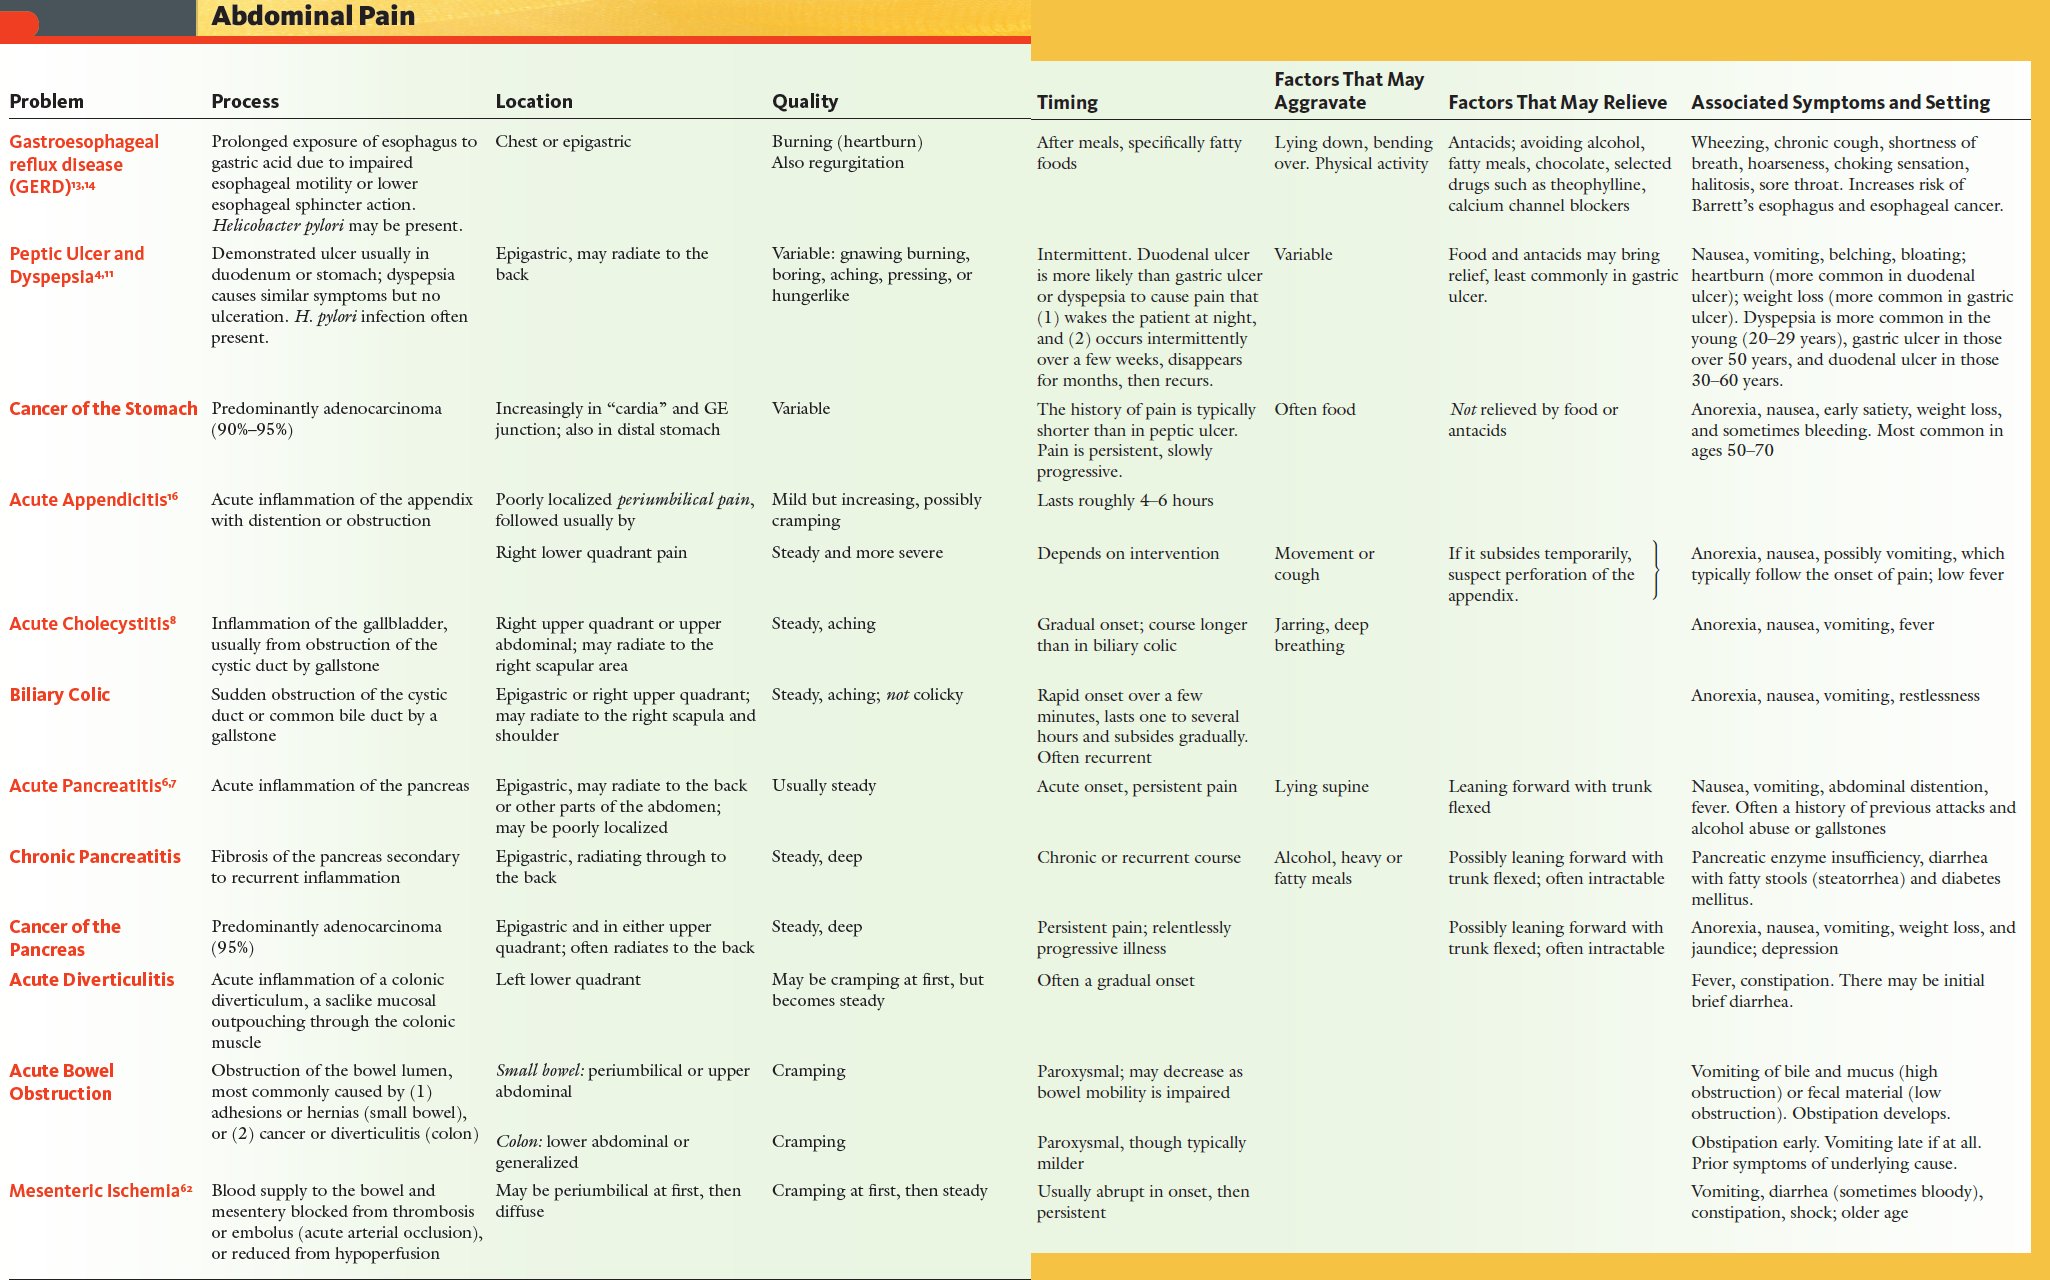 Abdominal Pain
Problem
Process
Location
Quality
Timing
Factors That May
Aggravate
Factors That May Relieve
Associated Symptoms and Setting
Gastroesophageal
reflux disease
(GERD)¹³,¹⁴
Prolonged exposure of esophagus to
gastric acid due to impaired
esophageal motility or lower
esophageal sphincter action.
Helicobacter pylori may be present.
Chest or epigastric
Burning (heartburn)
Also regurgitation
After meals, specifically fatty
foods
Lying down, bending
over. Physical activity
Antacids; avoiding alcohol,
fatty meals, chocolate, selected
drugs such as theophylline,
calcium channel blockers
Wheezing, chronic cough, shortness of
breath, hoarseness, choking sensation,
halitosis, sore throat. Increases risk of
Barrett’s esophagus and esophageal cancer.
Peptic Ulcer and
Dyspepsia⁴,¹¹
Demonstrated ulcer usually in
duodenum or stomach; dyspepsia
causes similar symptoms but no
ulceration. H. pylori infection often
present.
Epigastric, may radiate to the
back
Variable: gnawing burning,
boring, aching, pressing, or
hungerlike
Intermittent. Duodenal ulcer
is more likely than gastric ulcer
or dyspepsia to cause pain that
(1) wakes the patient at night,
and (2) occurs intermittently
over a few weeks, disappears
for months, then recurs.
Variable
Food and antacids may bring
relief, least commonly in gastric
ulcer.
Nausea, vomiting, belching, bloating;
heartburn (more common in duodenal
ulcer); weight loss (more common in gastric
ulcer). Dyspepsia is more common in the
young (20–29 years), gastric ulcer in those
over 50 years, and duodenal ulcer in those
30–60 years.
Cancer of the Stomach
Predominantly adenocarcinoma
(90%–95%)
Increasingly in “cardia” and GE
junction; also in distal stomach
Variable
The history of pain is typically
shorter than in peptic ulcer.
Pain is persistent, slowly
progressive.
Often food
Not relieved by food or
antacids
Anorexia, nausea, early satiety, weight loss,
and sometimes bleeding. Most common in
ages 50–70
Acute Appendicitis¹⁶
Acute inflammation of the appendix
with distention or obstruction
Poorly localized periumbilical pain,
followed usually by
Mild but increasing, possibly
cramping
Lasts roughly 4–6 hours
Right lower quadrant pain
Steady and more severe
Depends on intervention
Movement or
cough
If it subsides temporarily,
suspect perforation of the
appendix.
Anorexia, nausea, possibly vomiting, which
typically follow the onset of pain; low fever
Acute Cholecystitis⁸
Inflammation of the gallbladder,
usually from obstruction of the
cystic duct by gallstone
Right upper quadrant or upper
abdominal; may radiate to the
right scapular area
Steady, aching
Gradual onset; course longer
than in biliary colic
Jarring, deep
breathing
Anorexia, nausea, vomiting, fever
Biliary Colic
Sudden obstruction of the cystic
duct or common bile duct by a
gallstone
Epigastric or right upper quadrant;
may radiate to the right scapula and
shoulder
Steady, aching; not colicky
Rapid onset over a few
minutes, lasts one to several
hours and subsides gradually.
Often recurrent
Anorexia, nausea, vomiting, restlessness
Acute Pancreatitis⁶,⁷
Acute inflammation of the pancreas
Epigastric, may radiate to the back
or other parts of the abdomen;
may be poorly localized
Usually steady
Acute onset, persistent pain
Lying supine
Leaning forward with trunk
flexed
Nausea, vomiting, abdominal distention,
fever. Often a history of previous attacks and
alcohol abuse or gallstones
Chronic Pancreatitis
Fibrosis of the pancreas secondary
to recurrent inflammation
Epigastric, radiating through to
the back
Steady, deep
Chronic or recurrent course
Alcohol, heavy or
fatty meals
Possibly leaning forward with
trunk flexed; often intractable
Pancreatic enzyme insufficiency, diarrhea
with fatty stools (steatorrhea) and diabetes
mellitus.
Cancer of the
Pancreas
Predominantly adenocarcinoma
(95%)
Epigastric and in either upper
quadrant; often radiates to the back
Steady, deep
Persistent pain; relentlessly
progressive illness
Possibly leaning forward with
trunk flexed; often intractable
Anorexia, nausea, vomiting, weight loss, and
jaundice; depression
Acute Diverticulitis
Acute inflammation of a colonic
diverticulum, a saclike mucosal
outpouching through the colonic
muscle
Left lower quadrant
May be cramping at first, but
becomes steady
Often a gradual onset
Fever, constipation. There may be initial
brief diarrhea.
Acute Bowel
Obstruction
Obstruction of the bowel lumen,
most commonly caused by (1)
adhesions or hernias (small bowel),
or (2) cancer or diverticulitis (colon)
Small bowel: periumbilical or upper
abdominal
Cramping
Paroxysmal; may decrease as
bowel mobility is impaired
Vomiting of bile and mucus (high
obstruction) or fecal material (low
obstruction). Obstipation develops.
Colon: lower abdominal or
generalized
Cramping
Paroxysmal, though typically
milder
Obstipation early. Vomiting late if at all.
Prior symptoms of underlying cause.
Mesenteric Ischemia⁶²
Blood supply to the bowel and
mesentery blocked from thrombosis
or embolus (acute arterial occlusion),
or reduced from hypoperfusion
May be periumbilical at first, then
diffuse
Cramping at first, then steady
Usually abrupt in onset, then
persistent
Vomiting, diarrhea (sometimes bloody),
constipation, shock; older age